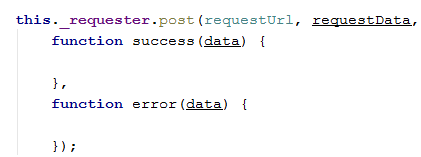 this._requester.post(requestUrl, requestData,
function success(data) {
},
function error(data) {
});